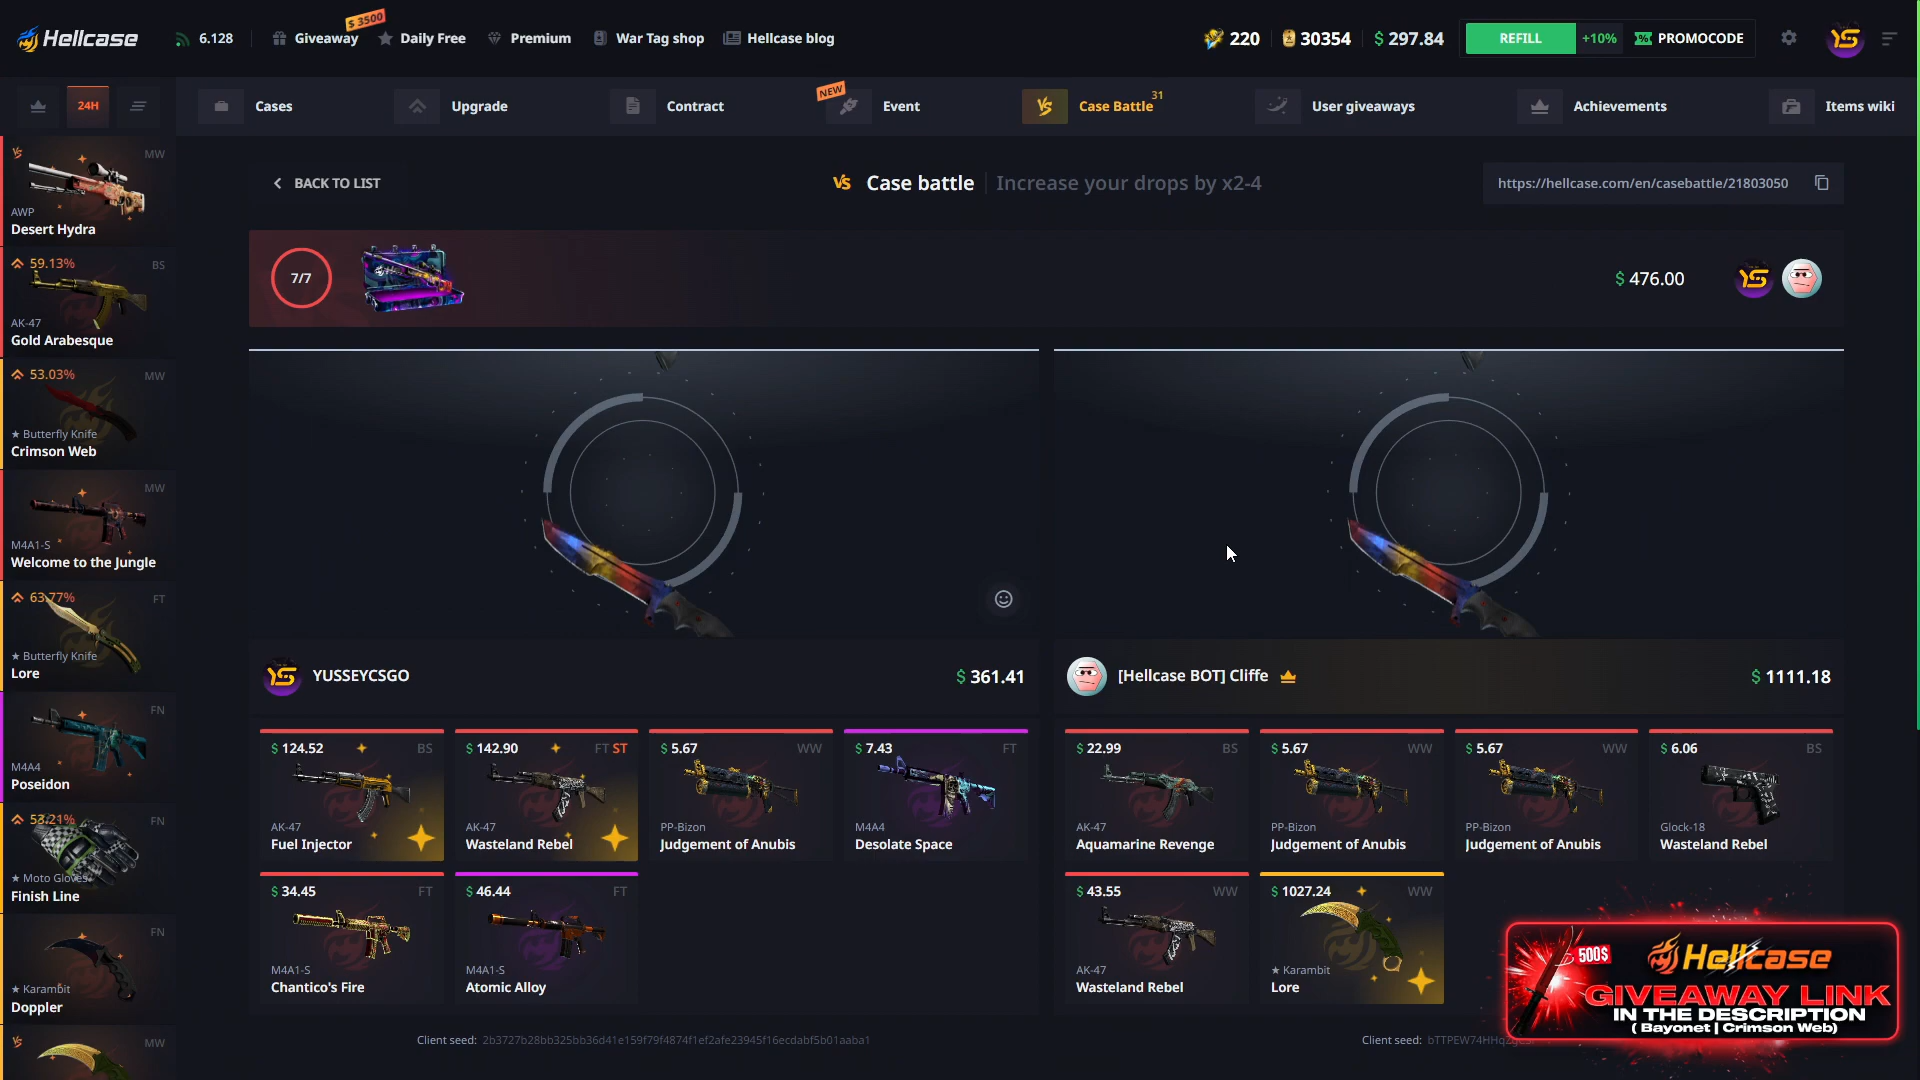 Hellcase
6.128
Giveaway
$ 3500
Daily Free
Premium
War Tag shop
Hellcase blog
220
30354
$ 297.84
REFILL
+10%
PROMOCODE
24H
Cases
Upgrade
Contract
NEW
Event
Case Battle
31
User giveaways
Achievements
Items wiki
MW
AWP
Desert Hydra
59.13%
BS
AK-47
Gold Arabesque
53.03%
MW
★ Butterfly Knife
Crimson Web
MW
M4A1-S
Welcome to the Jungle
63.77%
FT
★ Butterfly Knife
Lore
FN
M4A4
Poseidon
53.21%
FN
★ Moto Gloves
Finish Line
FN
★ Karambit
Doppler
MW
BACK TO LIST
VS Case battle
Increase your drops by x2-4
https://hellcase.com/en/casebattle/21803050
7/7
$ 476.00
YS
YUSSEYCSGO
$ 361.41
[Hellcase BOT] Cliffe
$ 1111.18
$ 124.52
BS
AK-47
Fuel Injector
$ 142.90
FT ST
AK-47
Wasteland Rebel
$ 5.67
WW
PP-Bizon
Judgement of Anubis
$ 7.43
FT
M4A4
Desolate Space
$ 34.45
FT
M4A1-S
Chantico's Fire
$ 46.44
FT
M4A1-S
Atomic Alloy
$ 22.99
BS
AK-47
Aquamarine Revenge
$ 5.67
WW
PP-Bizon
Judgement of Anubis
$ 5.67
WW
PP-Bizon
Judgement of Anubis
$ 6.06
BS
Glock-18
Wasteland Rebel
$ 43.55
WW
AK-47
Wasteland Rebel
$ 1027.24
WW
★ Karambit
Lore
Client seed: 2b3727b28bb325bb36d41e159f79f4874f1ef2afe23945f16ecdabf5b01aaba1
Client seed:
500$
Hellcase
GIVEAWAY LINK
IN THE DESCRIPTION
( Bayonet | Crimson Web)